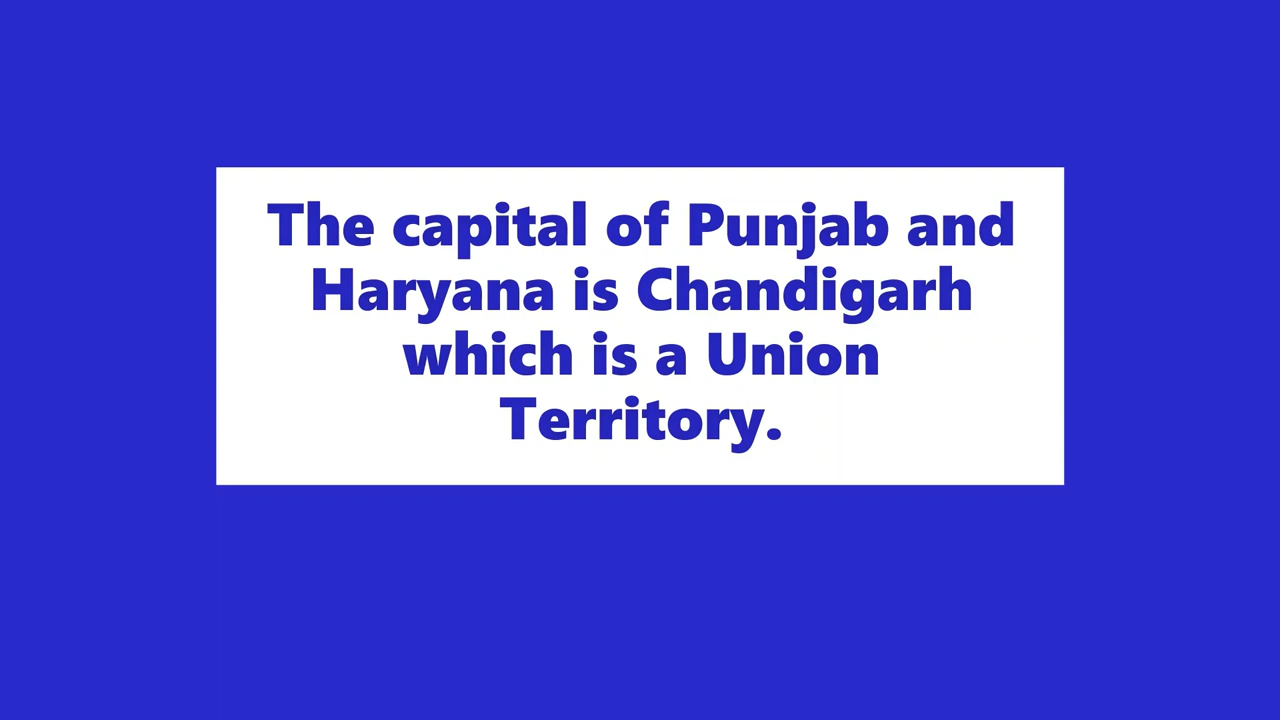 The capital of Punjab and
Haryana is Chandigarh
which is a Union
Territory.